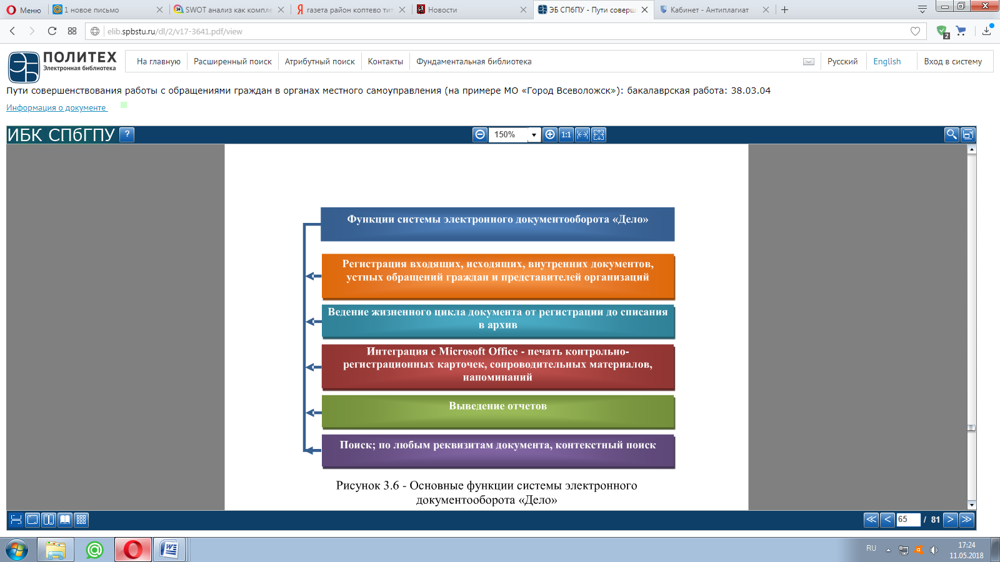 Меню
1 новое письмо
SWOT анализ как компле
газета район коптево тит
Новости
ЭБ СПбПУ - Пути соверш
Кабинет - Антиплагиат
elib.spbstu.ru/dl/2/v17-3641.pdf/view
2
ЭБ
ПОЛИТЕХ
Электронная библиотека
На главную
Расширенный поиск
Атрибутный поиск
Контакты
Фундаментальная библиотека
Русский
English
Вход в систему
Пути совершенствования работы с обращениями граждан в органах местного самоуправления (на примере МО «Город Всеволожск»): бакалаврская работа: 38.03.04
Информация о документе
ИБК СПбГПУ
?
150%
1:1
Функции системы электронного документооборота «Дело»
Регистрация входящих, исходящих, внутренних документов,
устных обращений граждан и представителей организаций
Ведение жизненного цикла документа от регистрации до списания
в архив
Интеграция с Microsoft Office - печать контрольно-
регистрационных карточек, сопроводительных материалов,
напоминаний
Выведение отчетов
Поиск; по любым реквизитам документа, контекстный поиск
Рисунок 3.6 - Основные функции системы электронного
документооборота «Дело»
65 / 81
RU
17:24
11.05.2018